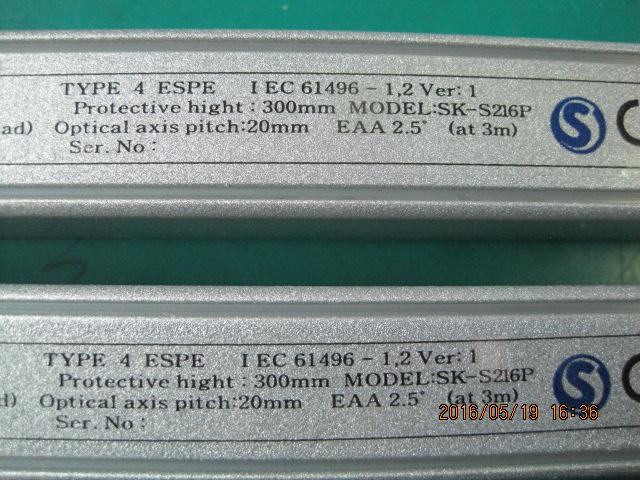 TYPE 4 ESPE I EC 61496 - 1,2 Ver: 1
Protective hight : 300mm MODEL:SK-S216P
ad) Optical axis pitch:20mm EAA 2.5° (at 3m)
Ser. No :
S
TYPE 4 ESPE I EC 61496 - 1,2 Ver: 1
Protective hight : 300mm MODEL:SK-S216P
) Optical axis pitch:20mm EAA 2.5° (at 3m)
Ser. No :
S
2016/05/19 16:36